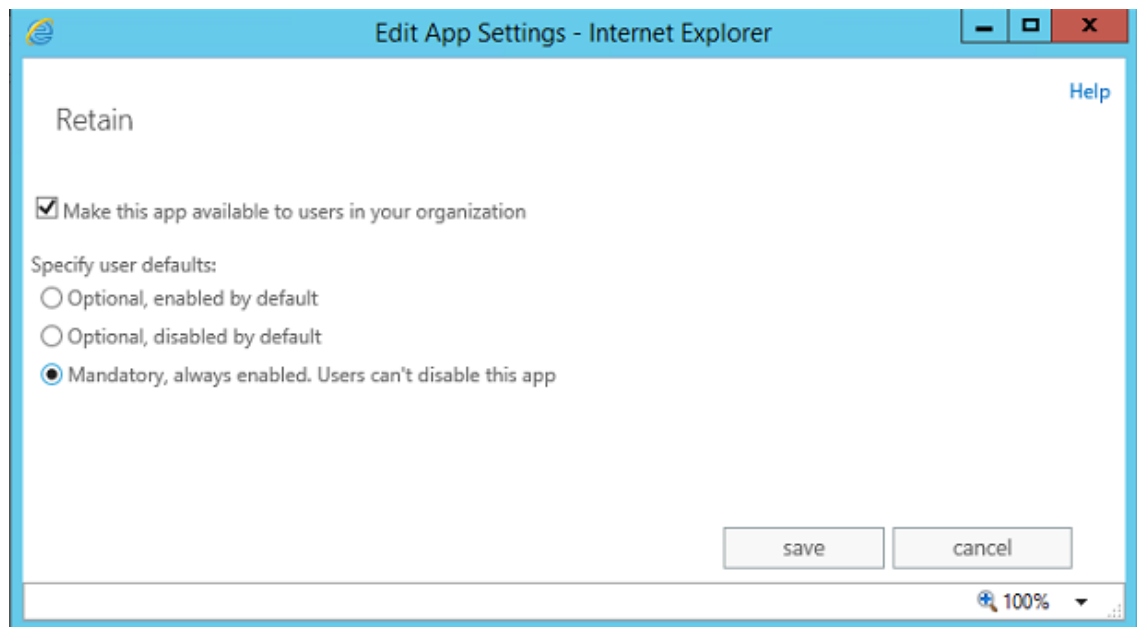 Edit App Settings - Internet Explorer
Help
Retain
Make this app available to users in your organization
Specify user defaults:
Optional, enabled by default
Optional, disabled by default
Mandatory, always enabled. Users can't disable this app
save cancel
100%